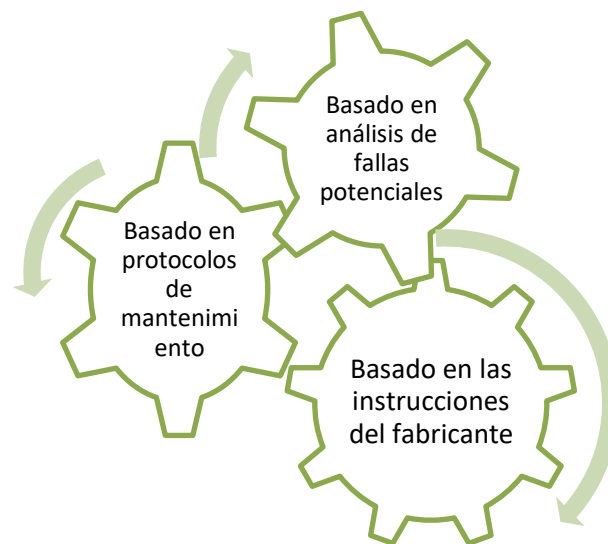 Basado en
análisis de
fallas
potenciales
Basado en
protocolos
de
mantenimi
ento
Basado en las
instrucciones
del fabricante